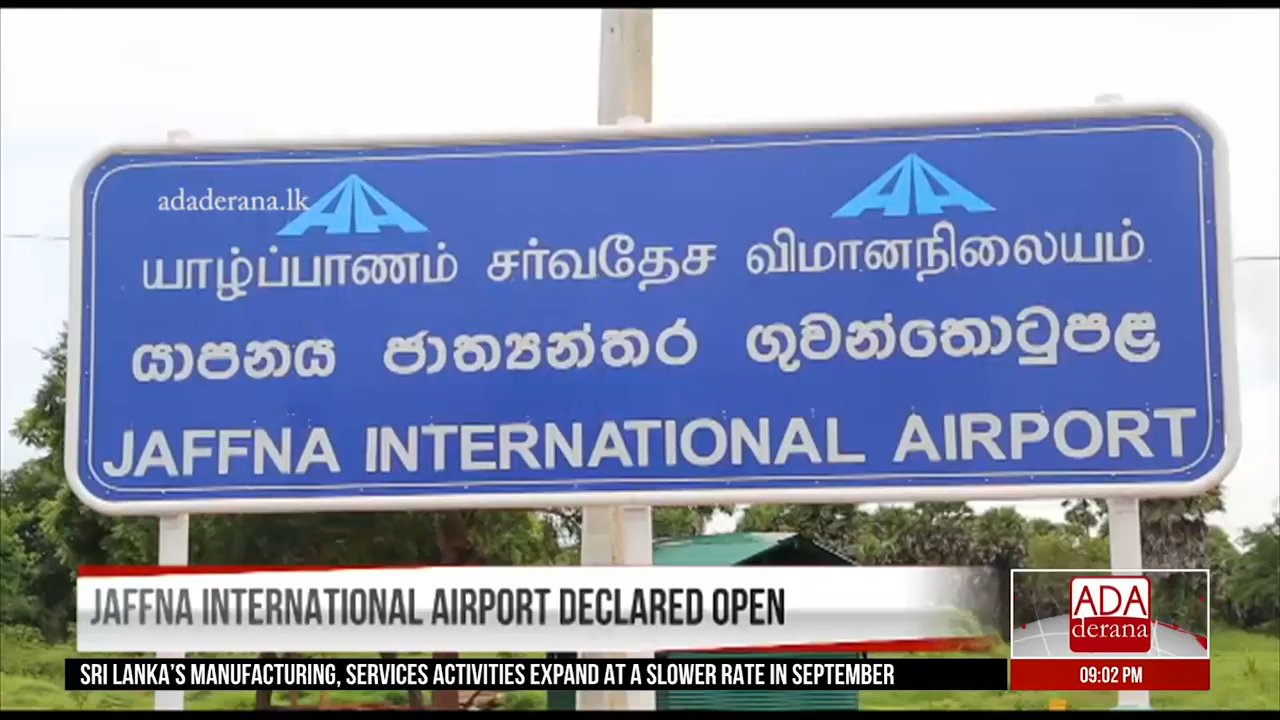 adaderana.lk
யாழ்ப்பாணம் சர்வதேச விமானநிலையம்
යාපනය ජාත්‍යන්තර ගුවන්තොටුපළ
JAFFNA INTERNATIONAL AIRPORT
JAFFNA INTERNATIONAL AIRPORT DECLARED OPEN
ADA
derana
SRI LANKA'S MANUFACTURING, SERVICES ACTIVITIES EXPAND AT A SLOWER RATE IN SEPTEMBER
09:02 PM